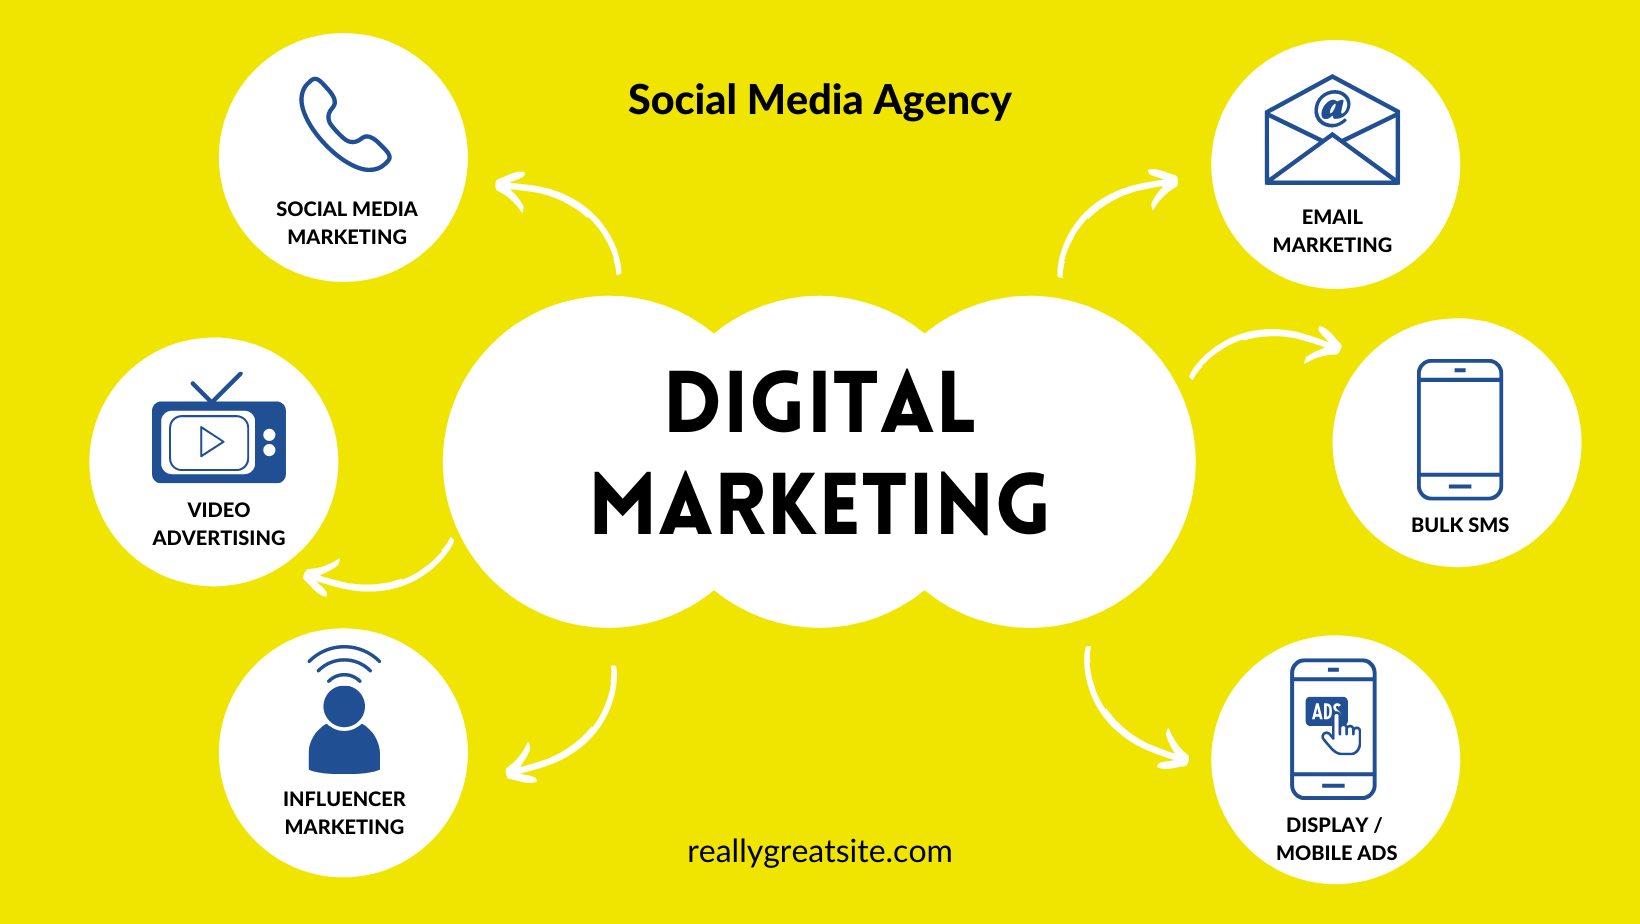 Social Media Agency
SOCIAL MEDIA
MARKETING
@
EMAIL
MARKETING
DIGITAL
MARKETING
VIDEO
ADVERTISING
BULK SMS
INFLUENCER
MARKETING
ADS
DISPLAY /
MOBILE ADS
reallygreatsite.com